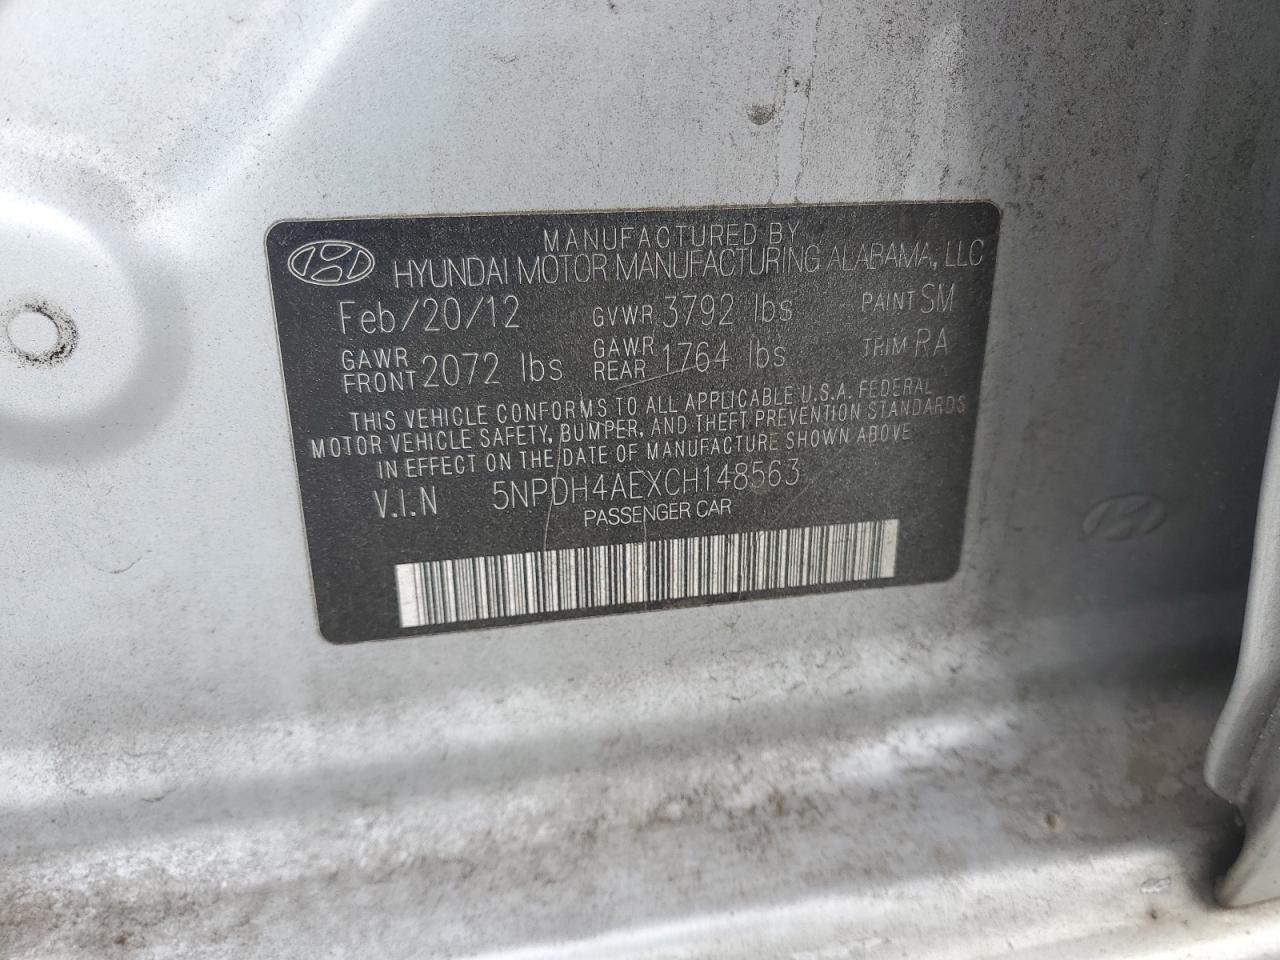 MANUFACTURED BY
HYUNDAI MOTOR MANUFACTURING ALABAMA, LLC
Feb/20/12 GVWR 3792 lbs PAINT SM
GAWR FRONT 2072 lbs GAWR REAR 1764 lbs TRIM RA
THIS VEHICLE CONFORMS TO ALL APPLICABLE U.S.A. FEDERAL
MOTOR VEHICLE SAFETY, BUMPER, AND THEFT PREVENTION STANDARDS
IN EFFECT ON THE DATE OF MANUFACTURE SHOWN ABOVE
V.I.N 5NPDH4AEXCH148563
PASSENGER CAR